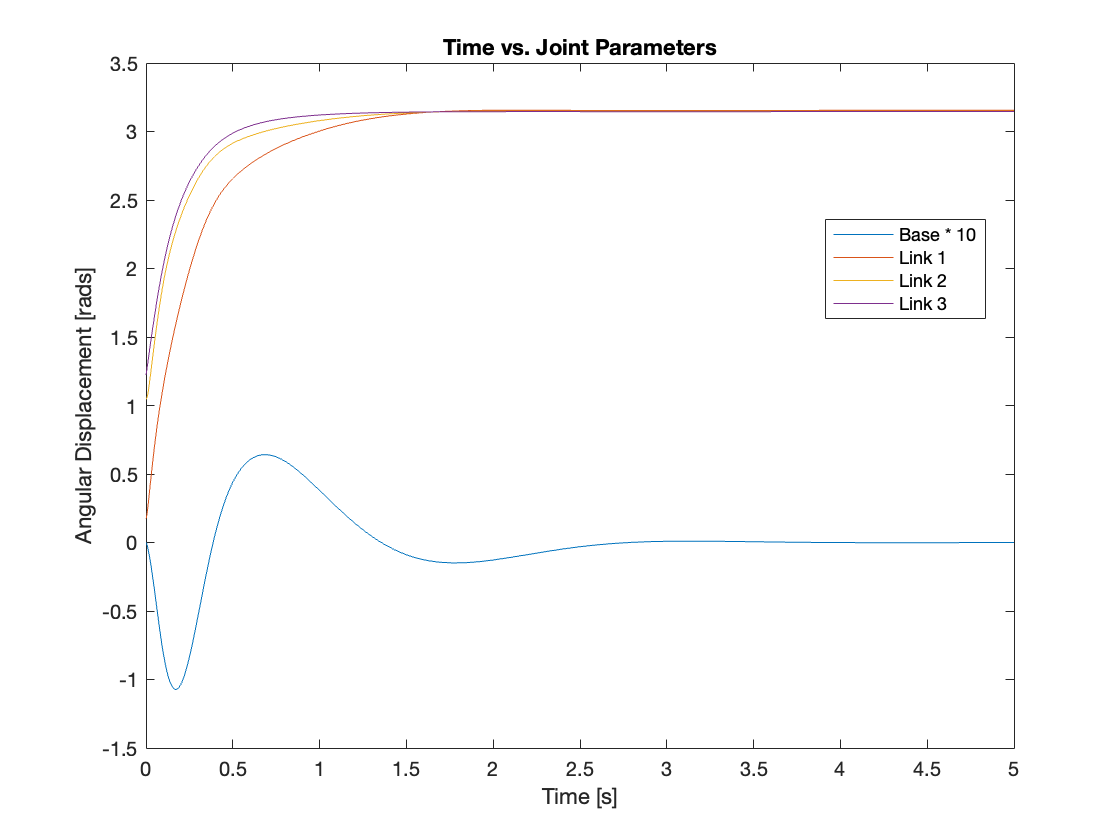 Time vs. Joint Parameters
3.5
3
2.5
2
1.5
1
0.5
0
-0.5
-1
-1.5
Angular Displacement [rads]
Base * 10
Link 1
Link 2
Link 3
0 0.5 1 1.5 2 2.5 3 3.5 4 4.5 5
Time [s]